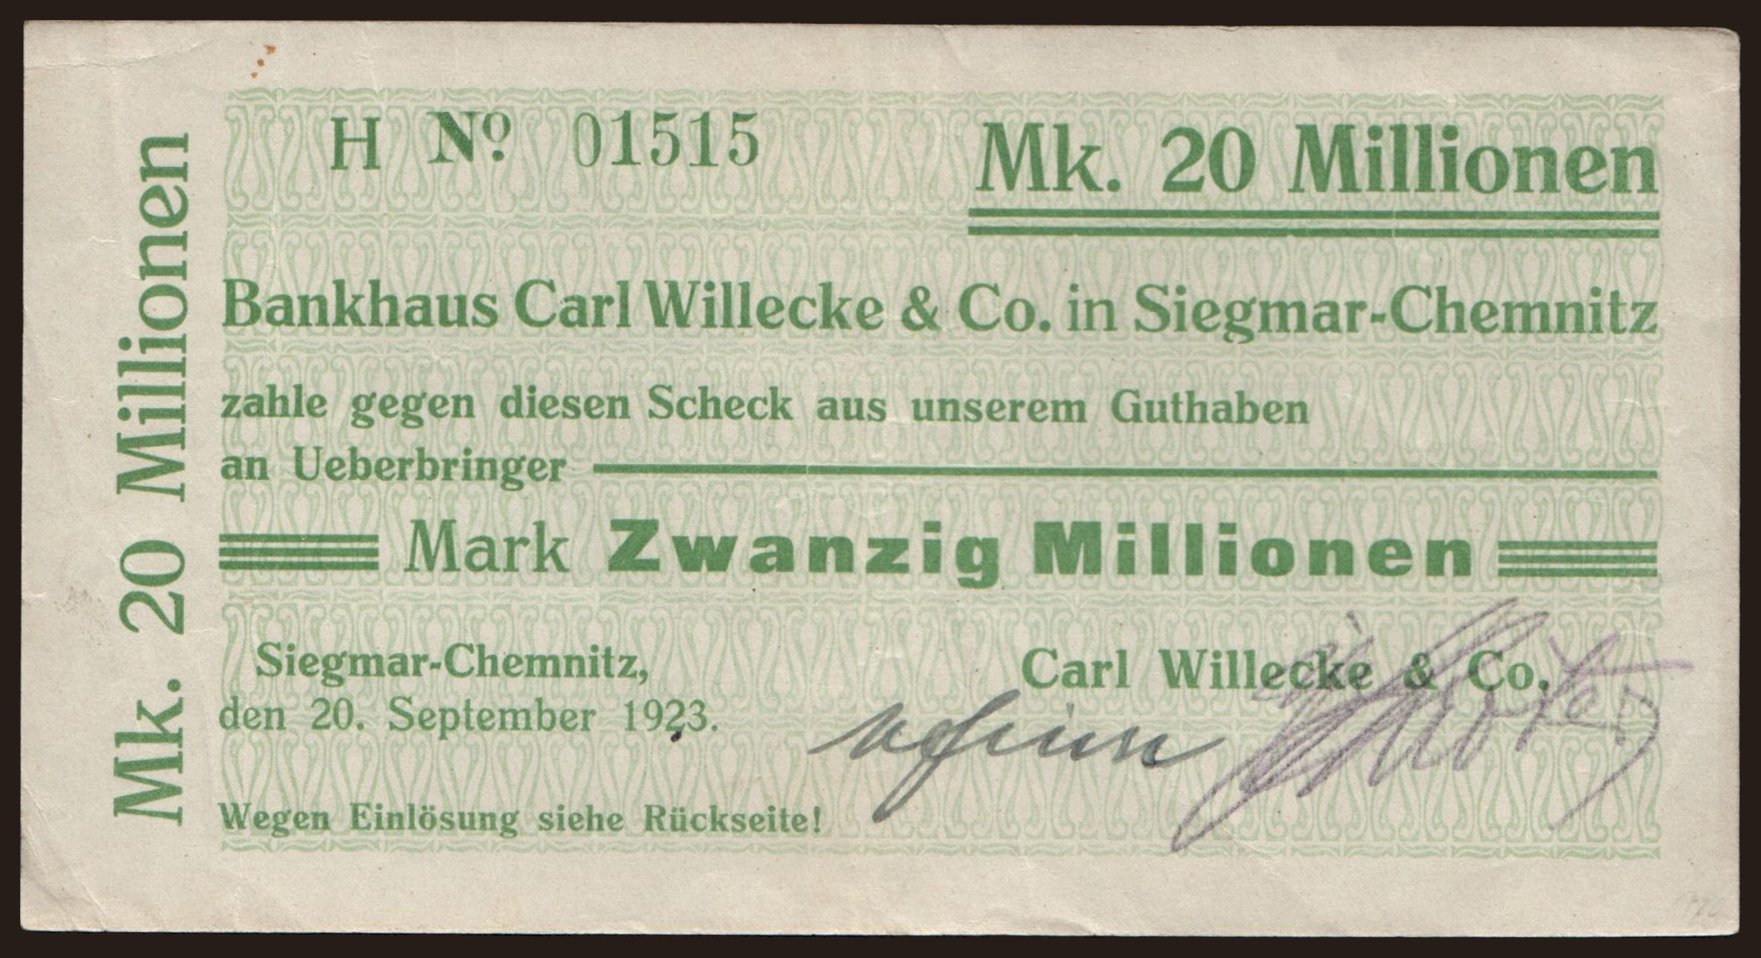 Mk. 20 Millionen
H No. 01515
Mk. 20 Millionen
Bankhaus Carl Willecke & Co. in Siegmar-Chemnitz
zahle gegen diesen Scheck aus unserem Guthaben
an Ueberbringer
Mark Zwanzig Millionen
Siegmar-Chemnitz,
den 20. September 1923.
Carl Willecke & Co.
Wegen Einlösung siehe Rückseite!